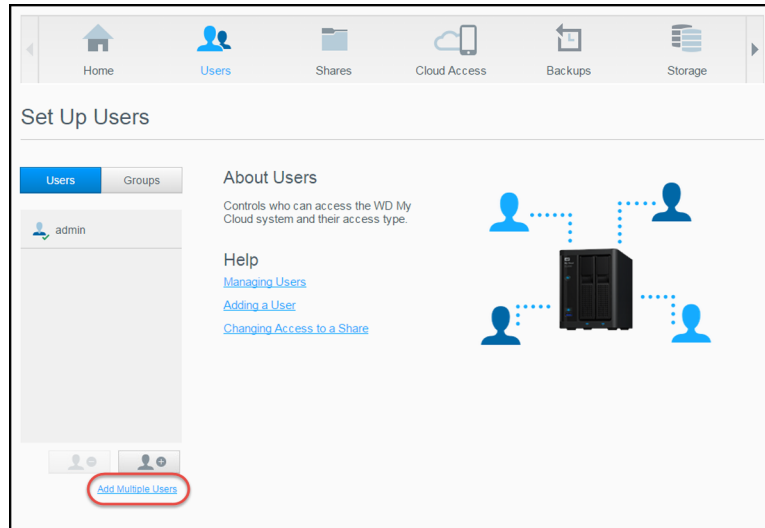 Home
Users
Shares
Cloud Access
Backups
Storage
Set Up Users
Users
Groups
admin
About Users
Controls who can access the WD My
Cloud system and their access type.
Help
Managing Users
Adding a User
Changing Access to a Share
Add Multiple Users